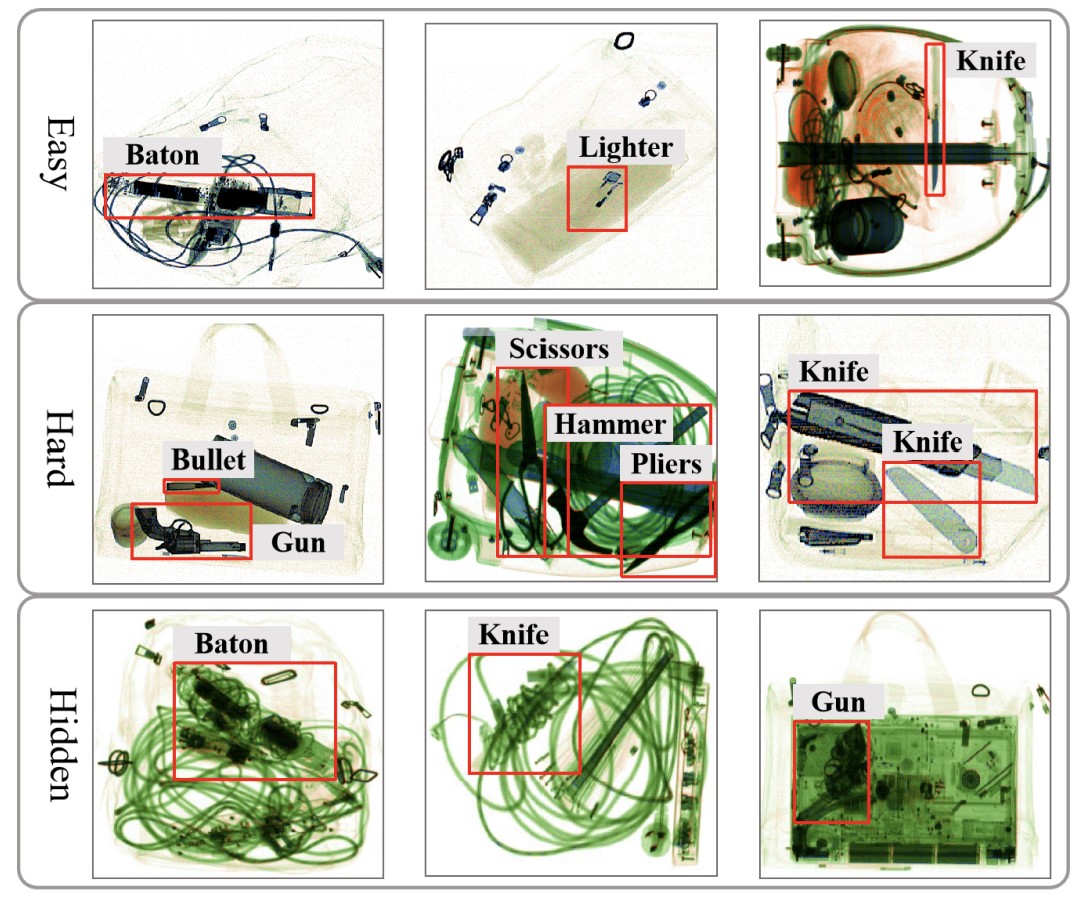 Easy
Baton
Lighter
Knife
Hard
Bullet
Gun
Scissors
Hammer
Pliers
Knife
Knife
Hidden
Baton
Knife
Gun